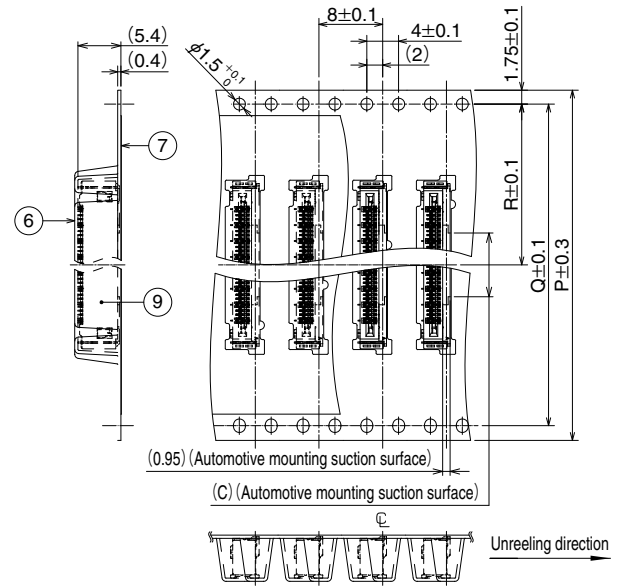 (5.4)
(0.4)
8±0.1
4±0.1
(2)
1.75±0.1
φ1.5 +0.1 0
7
6
9
R±0.1
Q±0.1
P±0.3
(0.95) (Automotive mounting suction surface)
(C) (Automotive mounting suction surface)
℄
Unreeling direction